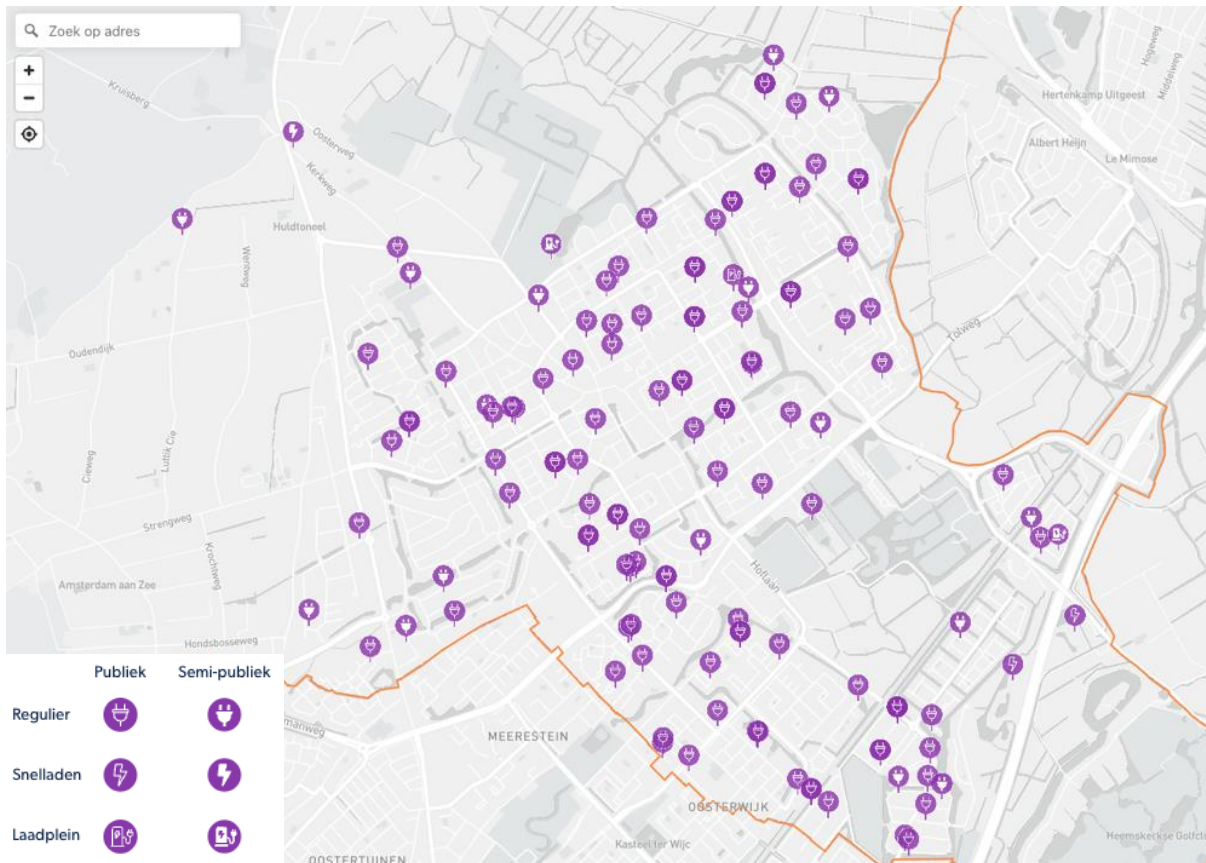 Zoek op adres
+
−
Kruisberg
Oosterweg
Kerkweg
Huldtoneel
Wenweg
Hogeweg
Middelweg
Hertenkamp Uitgeest
Albert Heijn
Le Mimose
Tolweg
Oudendijk
Cieweg
Luttik Cie
Strengweg
Krochtweg
Amsterdam aan Zee
Hondsbosseweg
Hoflaan
manweg
MEERESTEIN
OOSTERWIJK
Kasteel ter Wijc
OOSTERTUINEN
Heemskerkse Golfcl
Publiek Semi-publiek
Regulier
Snelladen
Laadplein